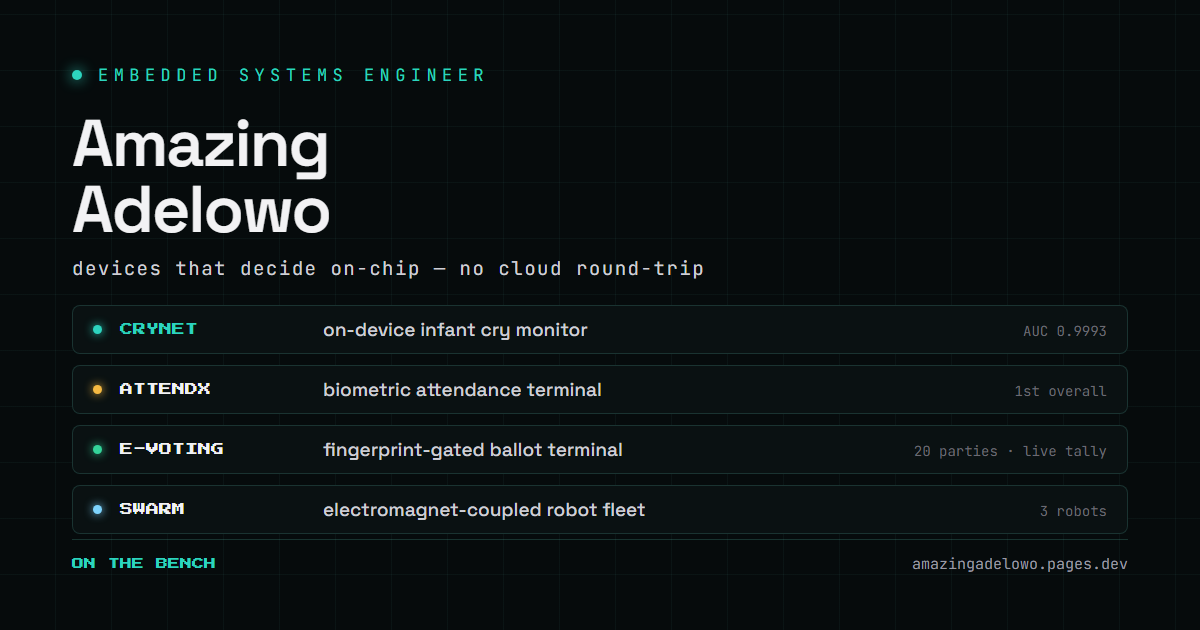 EMBEDDED SYSTEMS ENGINEER
Amazing
Adelowo
devices that decide on-chip — no cloud round-trip
CRYNET on-device infant cry monitor AUC 0.9993
ATTENDX biometric attendance terminal 1st overall
E-VOTING fingerprint-gated ballot terminal 20 parties · live tally
SWARM electromagnet-coupled robot fleet 3 robots
ON THE BENCH amazingadelowo.pages.dev